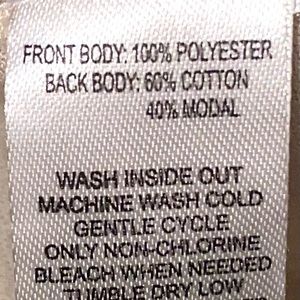 FRONT BODY: 100% POLYESTER
BACK BODY: 60% COTTON
40% MODAL
WASH INSIDE OUT
MACHINE WASH COLD
GENTLE CYCLE
ONLY NON-CHLORINE
BLEACH WHEN NEEDED
TUMBLE DRY LOW